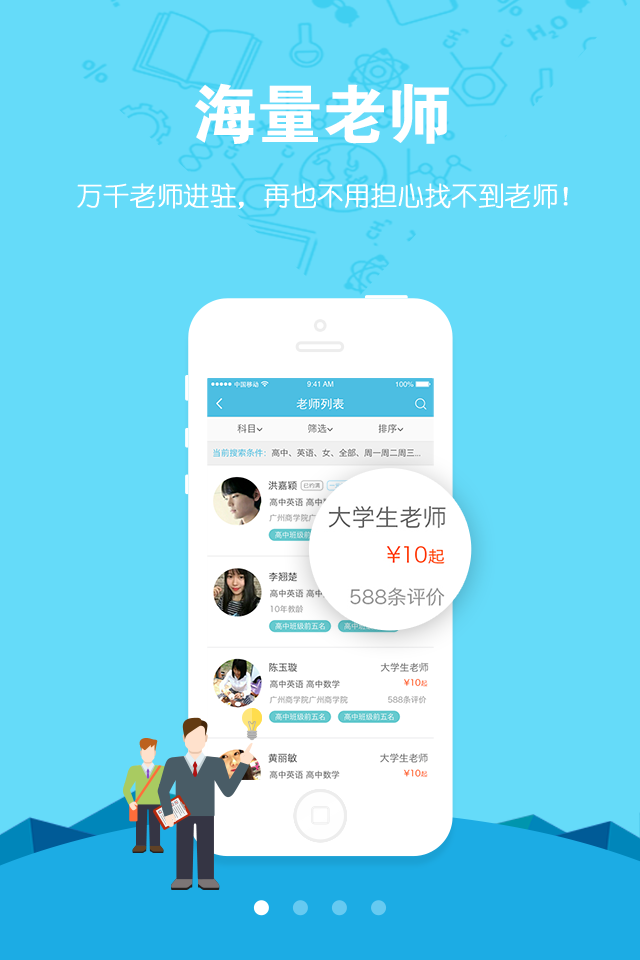 海量老师
万千老师进驻，再也不用担心找不到老师！
中国移动 9:41 AM 100%
老师列表
科目 筛选 排序
当前搜索条件：高中、英语、女、全部、周一周二周三...
洪嘉颖 已约满
高中英语 高中
广州商学院广
高中班级前五
大学生老师
¥10起
588条评价
李翘楚
高中英语 高中
10年教龄
高中班级前五名
陈玉璇 大学生老师
高中英语 高中数学 ¥10起
广州商学院广州商学院 588条评价
高中班级前五名 高中班级前五名
黄丽敏 大学生老师
高中英语 高中数学 ¥10起
H₂O
%